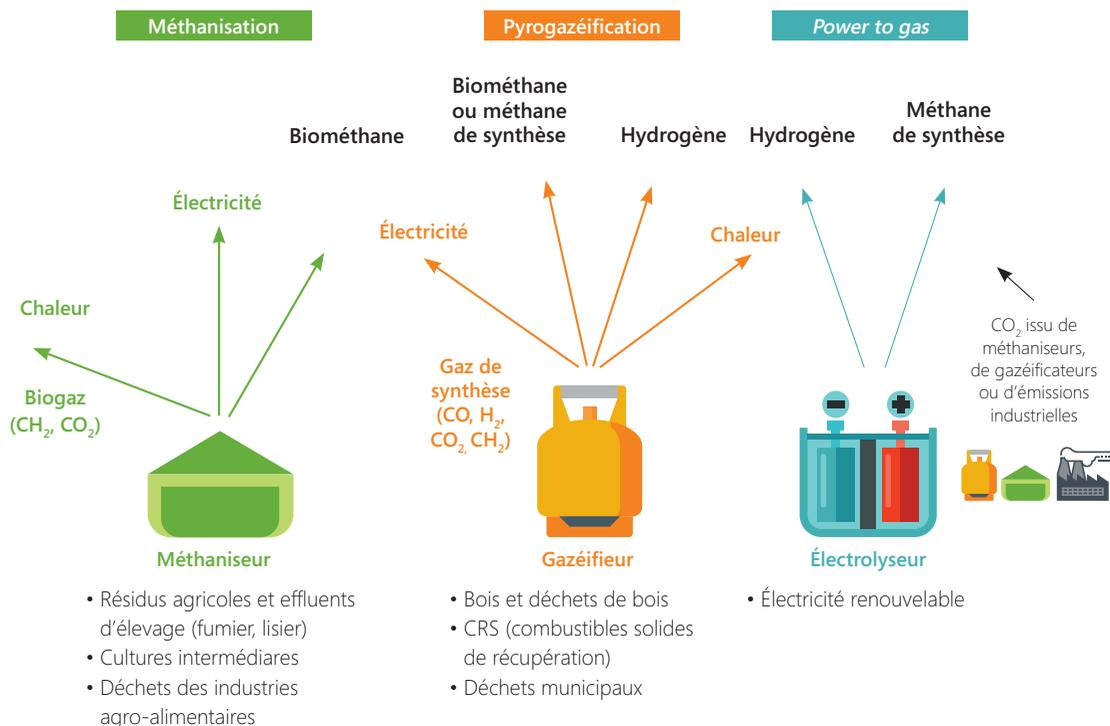 Méthanisation
Chaleur
Électricité
Biométhane
Biogaz
(CH₂, CO₂)
Méthaniseur
• Résidus agricoles et effluents
d’élevage (fumier, lisier)
• Cultures intermédiares
• Déchets des industries
agro-alimentaires
Pyrogazéification
Électricité
Biométhane
ou méthane
de synthèse
Hydrogène
Chaleur
Gaz de
synthèse
(CO, H₂,
CO₂, CH₂)
Gazéifieur
• Bois et déchets de bois
• CRS (combustibles solides
de récupération)
• Déchets municipaux
Power to gas
Hydrogène
Méthane
de synthèse
CO₂ issu de
méthaniseurs,
de gazéificateurs
ou d’émissions
industrielles
Électrolyseur
• Électricité renouvelable